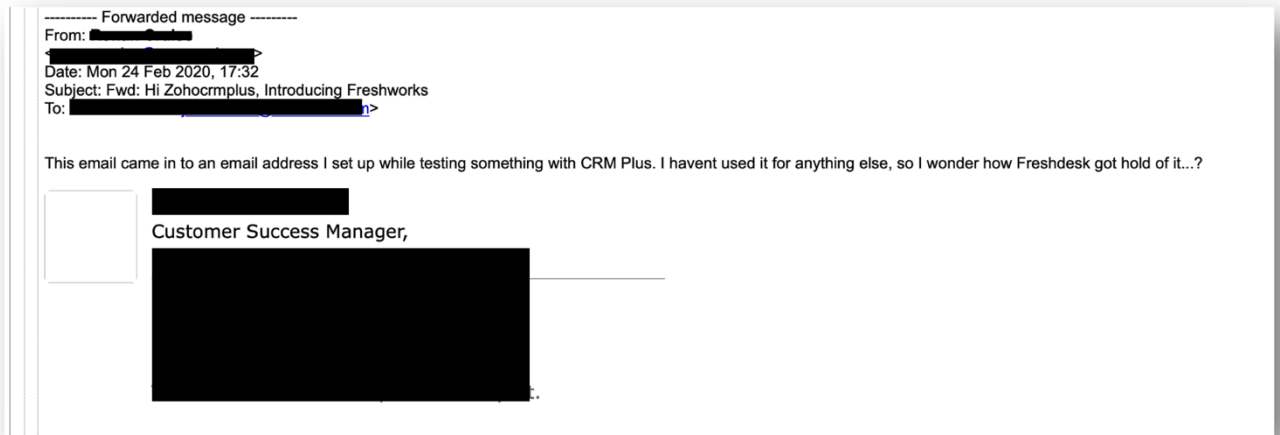 ---------- Forwarded message ---------
From:
<>
Date: Mon 24 Feb 2020, 17:32
Subject: Fwd: Hi Zohocrmplus, Introducing Freshworks
To: >
This email came in to an email address I set up while testing something with CRM Plus. I havent used it for anything else, so I wonder how Freshdesk got hold of it...?
Customer Success Manager,